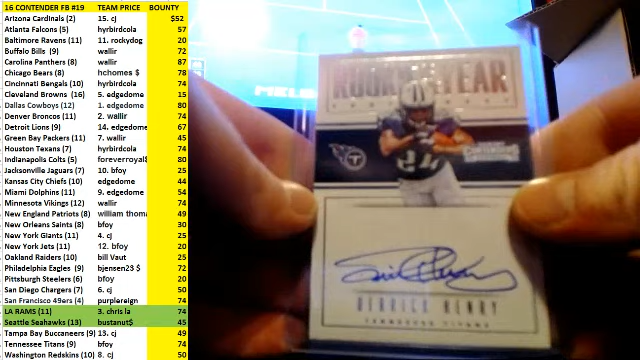 16 CONTENDER FB #19 TEAM PRICE BOUNTY
Arizona Cardinals (2) 15. cj $52
Atlanta Falcons (5) hyrbirdcola 57
Baltimore Ravens (11) 11. rockydog 20
Buffalo Bills (9) wallir 72
Carolina Panthers (8) wallir 87
Chicago Bears (8) hchomes $ 78
Cincinnati Bengals (10) hyrbirdcola 74
Cleveland Browns (16) 5. edgedome 15
Dallas Cowboys (12) 1. edgedome 80
Denver Broncos (11) 2. wallir 74
Detroit Lions (9) 14. edgedome 67
Green Bay Packers (11) 7. wallir 45
Houston Texans (7) hyrbirdcola 74
Indianapolis Colts (5) foreverroyal$ 80
Jacksonville Jaguars (7) 10. bfoy 25
Kansas City Chiefs (10) edgedome 44
Miami Dolphins (11) 9. edgedome 54
Minnesota Vikings (12) wallir 74
New England Patriots (8) william thoma 49
New Orleans Saints (8) bfoy 30
New York Giants (11) 4. cj 25
New York Jets (11) 12. bfoy 20
Oakland Raiders (10) bill Vaut 25
Philadelphia Eagles (9) bjensen23 $ 72
Pittsburg Steelers (6) bfoy 20
San Diego Chargers (7) 6. cj 50
San Francisco 49ers (4) purplereign 74
LA RAMS (11) 3. chris la 74
Seattle Seahawks (13) bustanut$ 45
Tampa Bay Buccaneers (9) 13. cj 49
Tennessee Titans (9) bfoy 74
Washington Redskins (10) 8. cj 50
ROOKIE OF THE YEAR
DERRICK HENRY
TENNESSEE TITANS